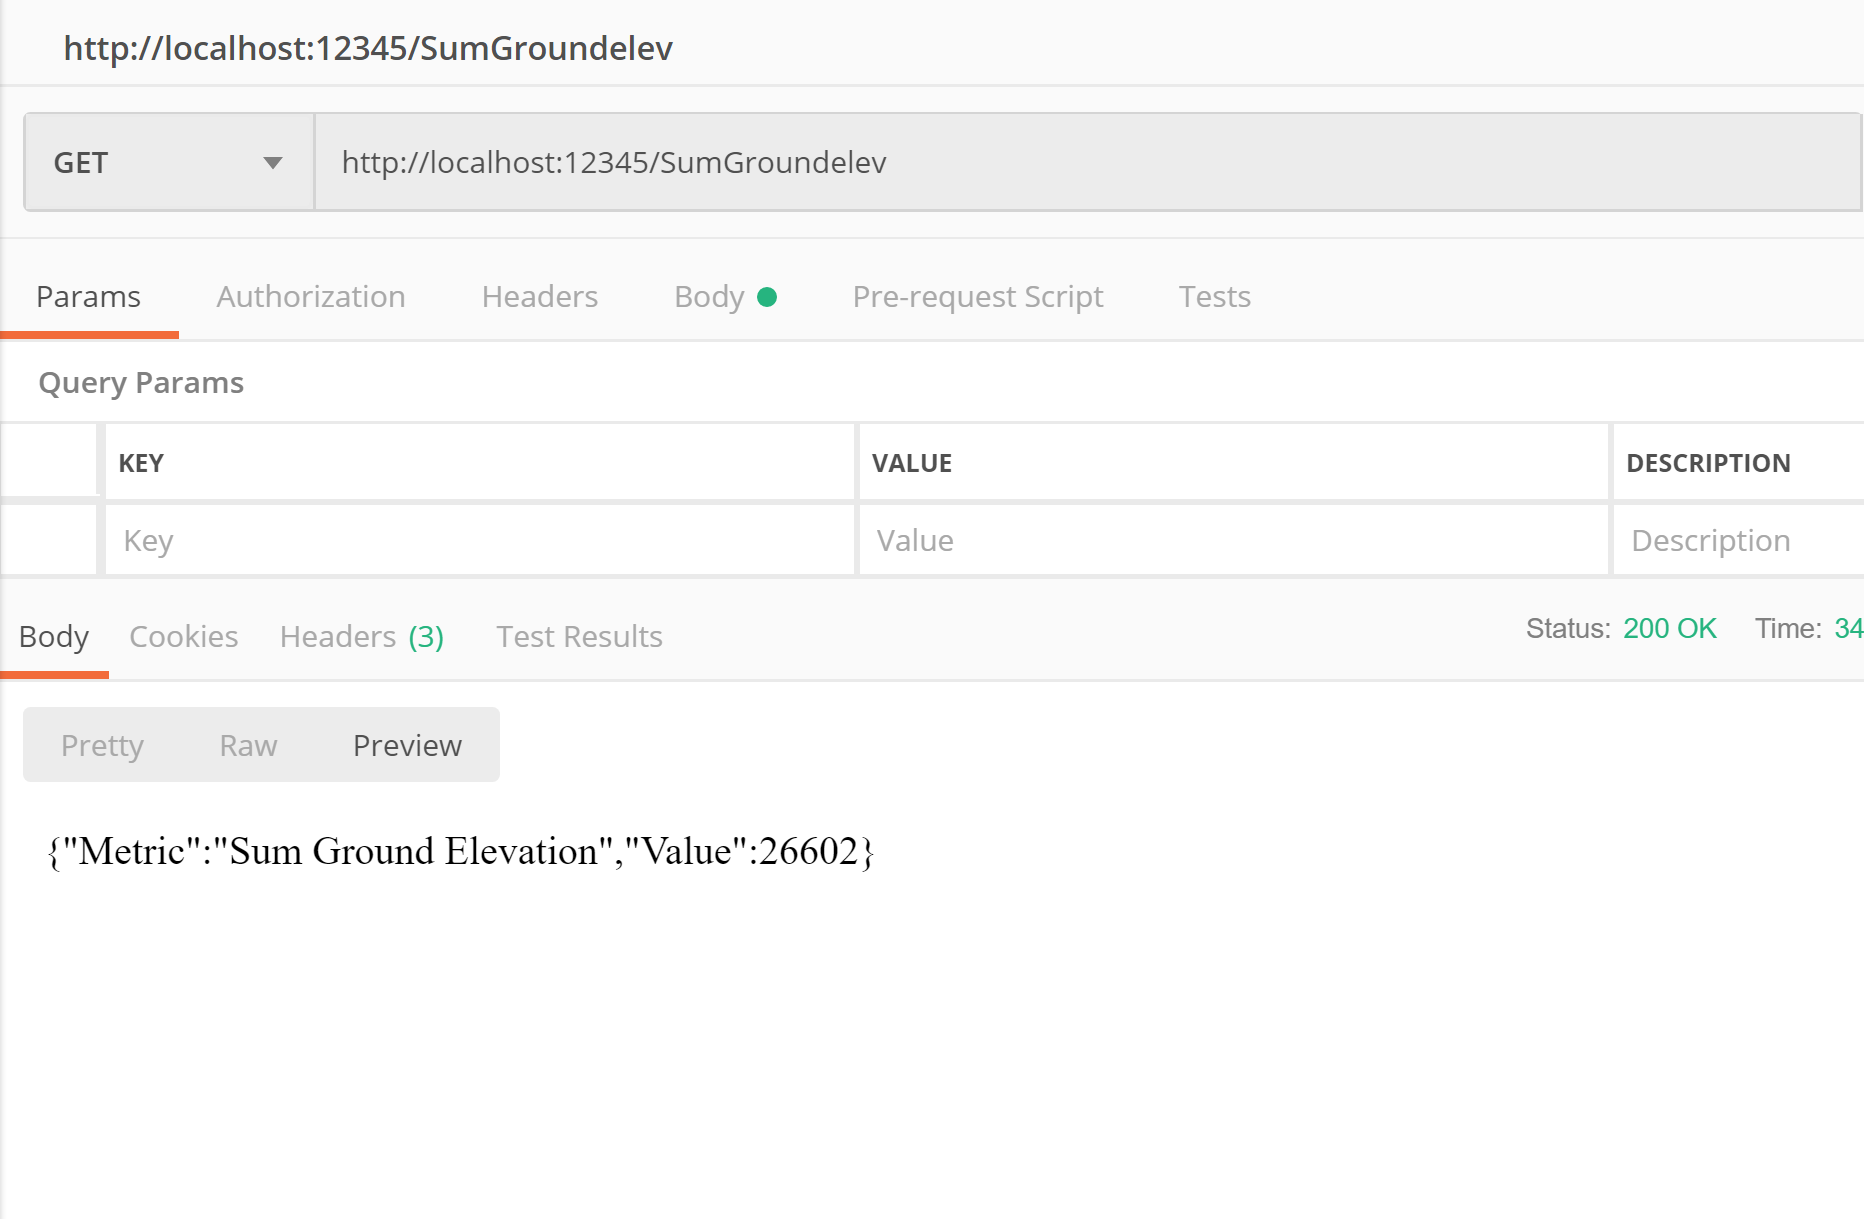 http://localhost:12345/SumGroundelev
GET http://localhost:12345/SumGroundelev
Params Authorization Headers Body Pre-request Script Tests
Query Params
KEY VALUE DESCRIPTION
Key Value Description
Body Cookies Headers (3) Test Results Status: 200 OK Time: 34
Pretty Raw Preview
{"Metric":"Sum Ground Elevation","Value":26602}